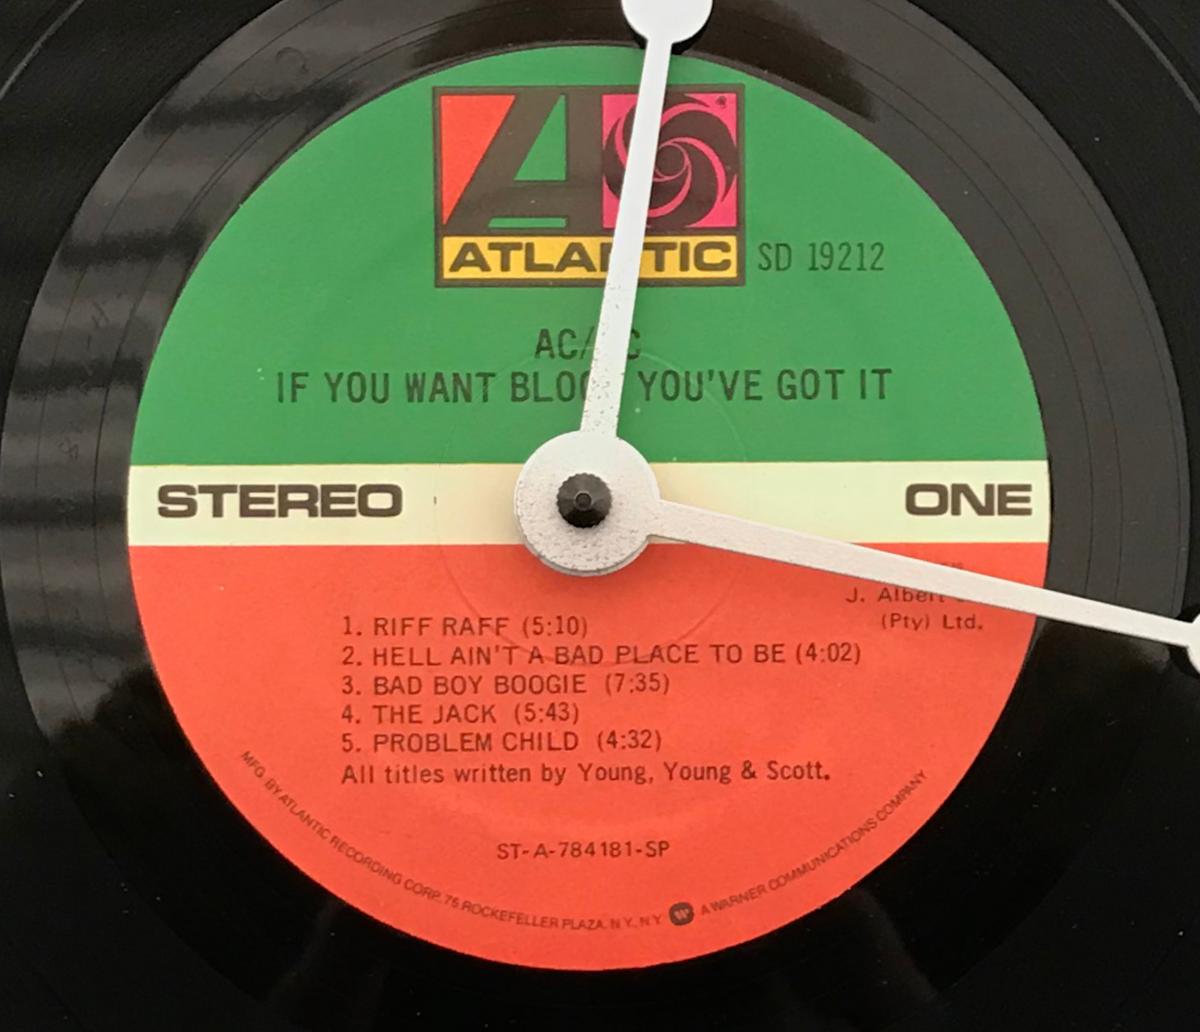 ATLANTIC
SD 19212
AC/ C
IF YOU WANT BLOO YOU'VE GOT IT
STEREO
ONE
J. Albert
(Pty) Ltd.
1. RIFF RAFF (5:10)
2. HELL AIN'T A BAD PLACE TO BE (4:02)
3. BAD BOY BOOGIE (7:35)
4. THE JACK (5:43)
5. PROBLEM CHILD (4:32)
All titles written by Young, Young & Scott.
ST-A-784181-SP
MFG. BY ATLANTIC RECORDING CORP. 75 ROCKEFELLER PLAZA, N.Y., N.Y. A WARNER COMMUNICATIONS COMPANY